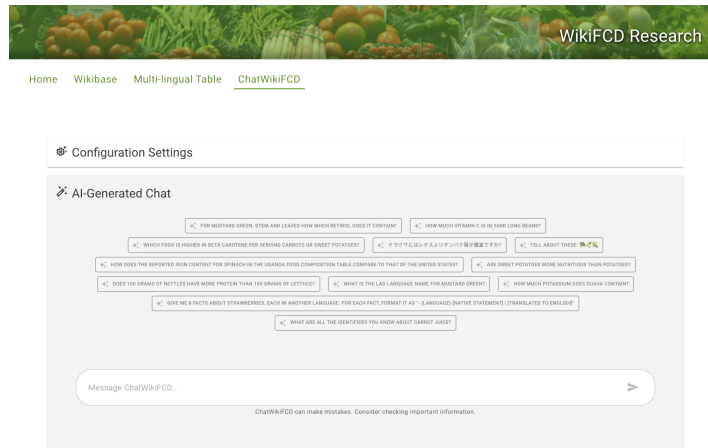 WikiFCD Research
Home Wikibase Multi-lingual Table ChatWikiFCD
Configuration Settings
AI-Generated Chat
FOR MUSTARD GREEN, STEM AND LEAVES HOW MUCH RETINOL DOES IT CONTAIN? HOW MUCH VITAMIN C IS IN YARD LONG BEANS?
WHICH FOOD IS HIGHER IN BETA CAROTENE PER SERVING CARROTS OR SWEET POTATOES? イラクサにはレタスよりタンパク質が豊富ですか? TELL ABOUT THESE:
HOW DOES THE REPORTED IRON CONTENT FOR SPINACH IN THE UGANDA FOOD COMPOSITION TABLE COMPARE TO THAT OF THE UNITED STATES? ARE SWEET POTATOES MORE NUTRITIOUS THAN POTATOES?
DOES 100 GRAMS OF NETTLES HAVE MORE PROTEIN THAN 100 GRAMS OF LETTUCE? WHAT IS THE LAO LANGUAGE NAME FOR MUSTARD GREEN? HOW MUCH POTASSIUM DOES GUAVA CONTAIN?
GIVE ME 8 FACTS ABOUT STRAWBERRIES, EACH IN ANOTHER LANGUAGE. FOR EACH FACT, FORMAT IT AS "- (LANGUAGE) [NATIVE STATEMENT] | [TRANSLATED TO ENGLISH]"
WHAT ARE ALL THE IDENTIFIERS YOU KNOW ABOUT CARROT JUICE?
Message ChatWikiFCD...
ChatWikiFCD can make mistakes. Consider checking important information.